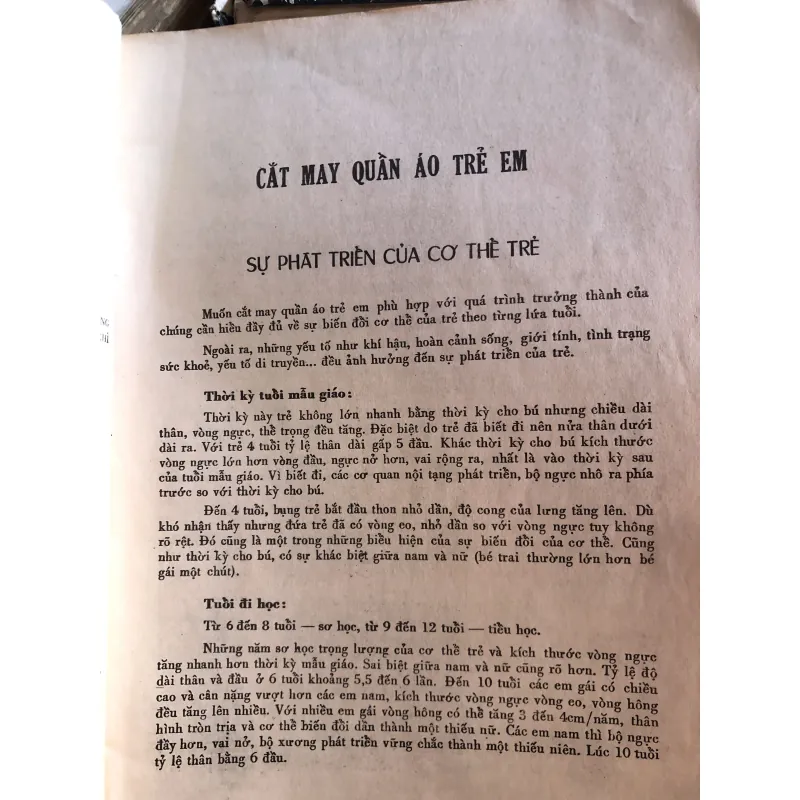 CẮT MAY QUẦN ÁO TRẺ EM
SỰ PHÁT TRIỂN CỦA CƠ THỂ TRẺ
Muốn cắt may quần áo trẻ em phù hợp với quá trình trưởng thành của
chúng cần hiểu đầy đủ về sự biến đổi cơ thể của trẻ theo từng lứa tuổi.
Ngoài ra, những yếu tố như khí hậu, hoàn cảnh sống, giới tính, tình trạng
sức khoẻ, yếu tố di truyền... đều ảnh hưởng đến sự phát triển của trẻ.
Thời kỳ tuổi mẫu giáo:
Thời kỳ này trẻ không lớn nhanh bằng thời kỳ cho bú nhưng chiều dài
thân, vòng ngực, thể trọng đều tăng. Đặc biệt do trẻ đã biết đi nên nửa thân dưới
dài ra. Với trẻ 4 tuổi tỷ lệ thân dài gấp 5 đầu. Khác thời kỳ cho bú kích thước
vòng ngực lớn hơn vòng đầu, ngực nở hơn, vai rộng ra, nhất là vào thời kỳ sau
của tuổi mẫu giáo. Vì biết đi, các cơ quan nội tạng phát triển, bộ ngực nhô ra phía
trước so với thời kỳ cho bú.
Đến 4 tuổi, bụng trẻ bắt đầu thon nhỏ dần, độ cong của lưng tăng lên. Dù
khó nhận thấy nhưng đứa trẻ đã có vòng eo, nhỏ dần so với vòng ngực tuy không
rõ rệt. Đó cũng là một trong những biểu hiện của sự biến đổi của cơ thể. Cũng
như thời kỳ cho bú, có sự khác biệt giữa nam và nữ (bé trai thường lớn hơn bé
gái một chút).
Tuổi đi học:
Từ 6 đến 8 tuổi — sơ học, từ 9 đến 12 tuổi — tiểu học.
Những năm sơ học trọng lượng của cơ thể trẻ và kích thước vòng ngực
tăng nhanh hơn thời kỳ mẫu giáo. Sai biệt giữa nam và nữ cũng rõ hơn. Tỷ lệ độ
dài thân và đầu ở 6 tuổi khoảng 5,5 đến 6 lần. Đến 10 tuổi các em gái có chiều
cao và cân nặng vượt hơn các em nam, kích thước vòng ngực vòng eo, vòng hông
đều tăng lên nhiều. Với nhiều em gái vòng hông có thể tăng 3 đến 4cm/năm, thân
hình tròn trịa và cơ thể biến đổi dần thành một thiếu nữ. Các em nam thì bộ ngực
đầy hơn, vai nở, bộ xương phát triển vững chắc thành một thiếu niên. Lúc 10 tuổi
tỷ lệ thân bằng 6 đầu.